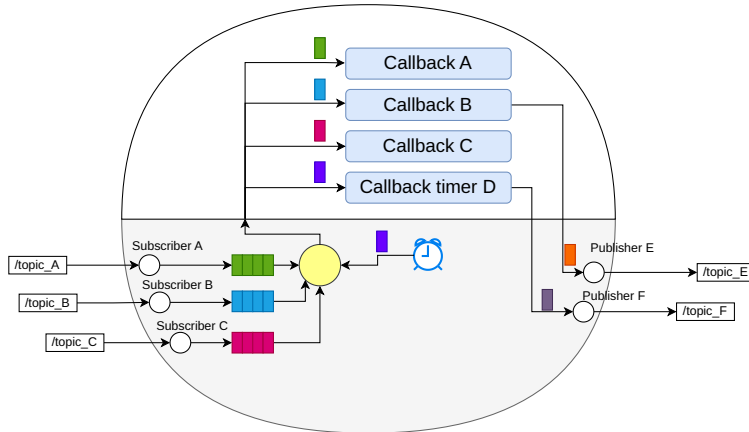 Callback A
Callback B
Callback C
Callback timer D
Subscriber A
/topic_A
Subscriber B
/topic_B
Subscriber C
/topic_C
Publisher E
/topic_E
Publisher F
/topic_F